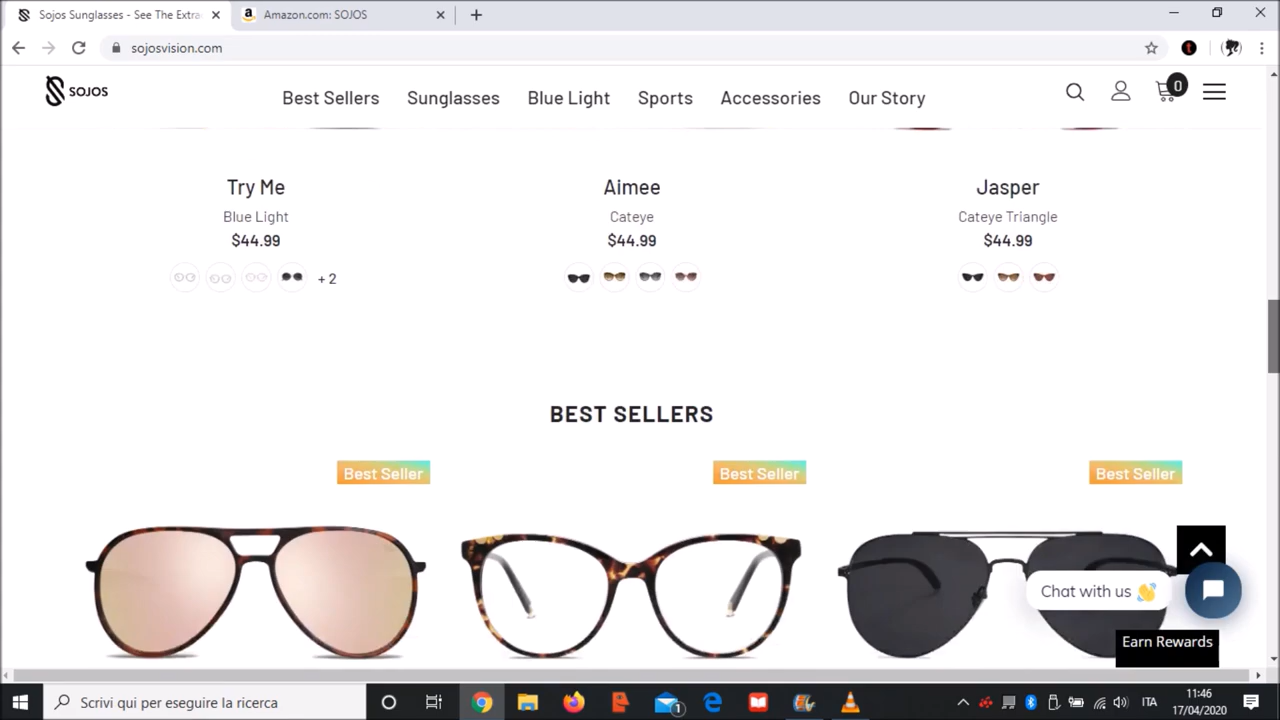 Sojos Sunglasses - See The Extra
Amazon.com: SOJOS
sojosvision.com
SOJOS
Best Sellers
Sunglasses
Blue Light
Sports
Accessories
Our Story
0
Try Me
Blue Light
$44.99
+ 2
Aimee
Cateye
$44.99
Jasper
Cateye Triangle
$44.99
BEST SELLERS
Best Seller
Best Seller
Best Seller
Chat with us
Earn Rewards
Scrivi qui per eseguire la ricerca
1
ITA
11:46
17/04/2020